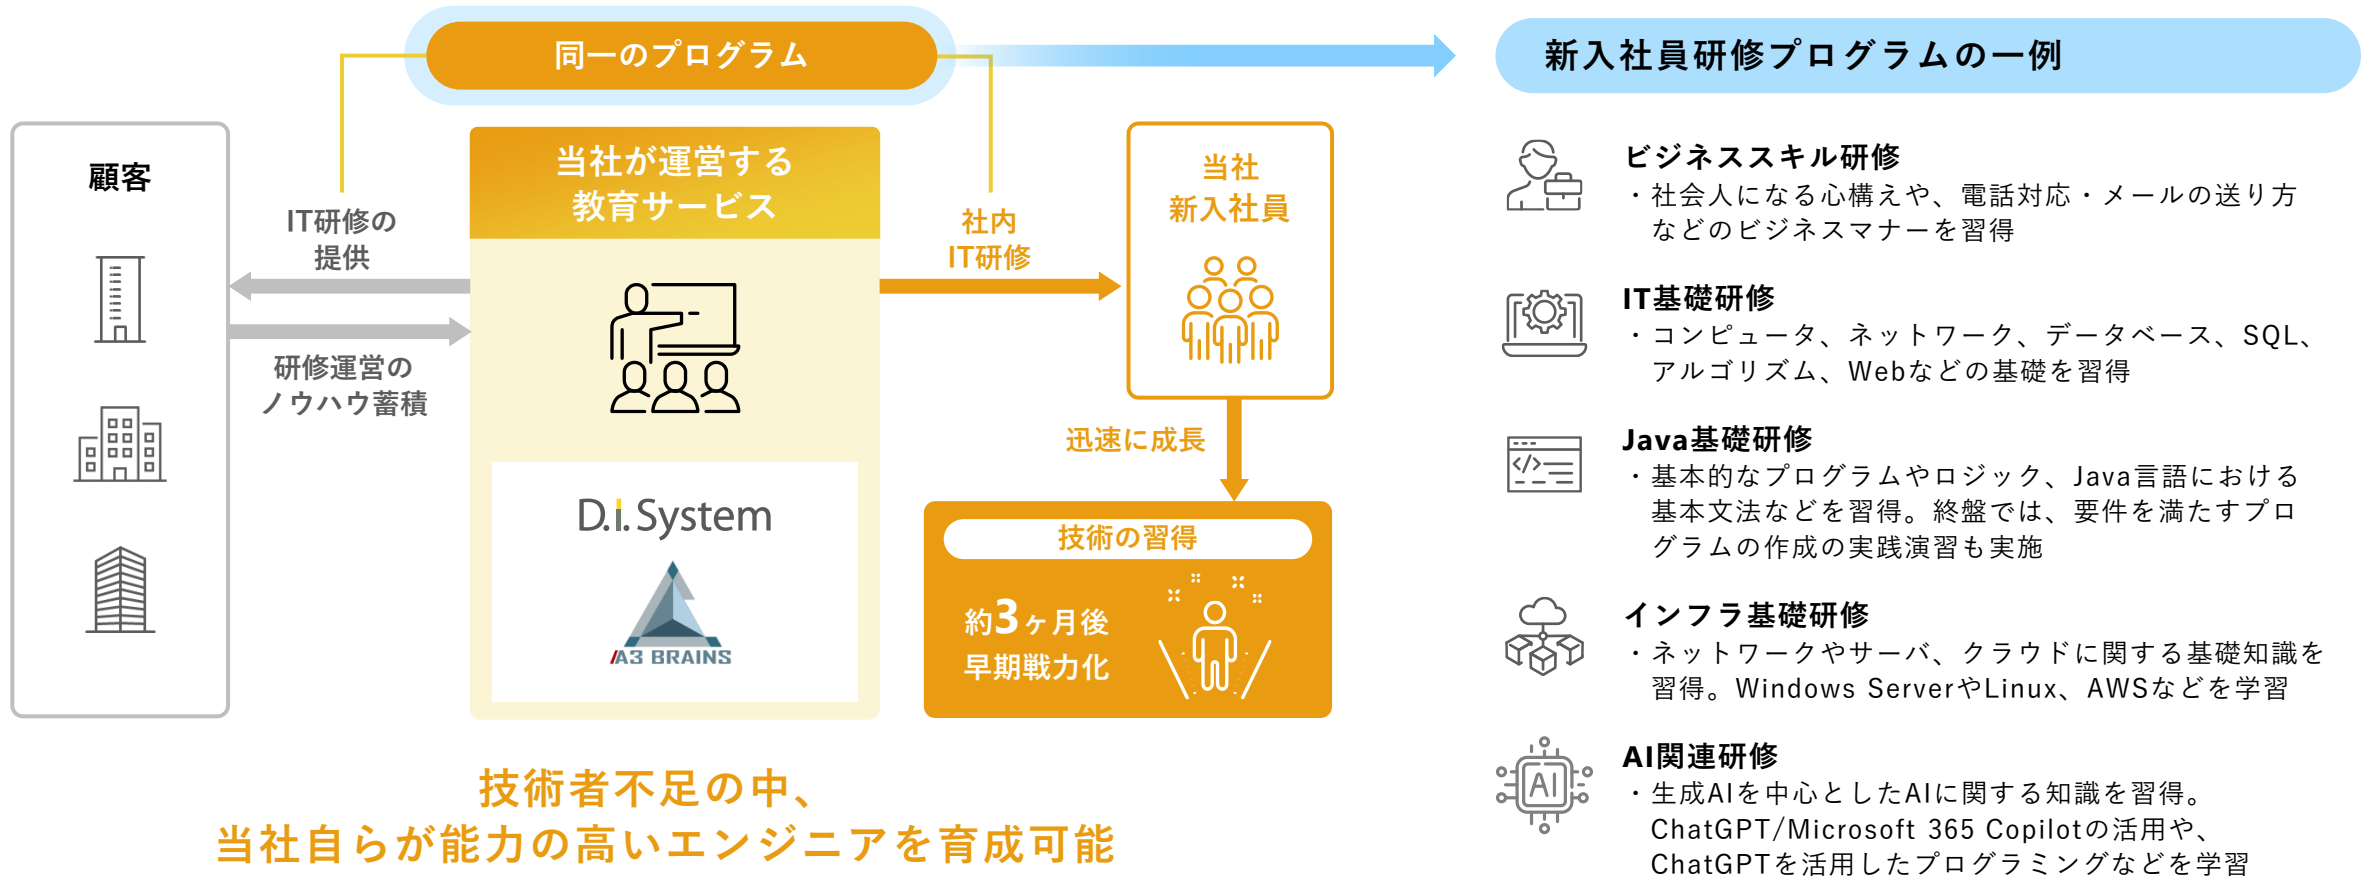 同一のプログラム
顧客
IT研修の
提供
研修運営の
ノウハウ蓄積
当社が運営する
教育サービス
D.I.System
A3 BRAINS
社内
IT研修
当社
新入社員
迅速に成長
技術の習得
約3ヶ月後
早期戦力化
技術者不足の中、
当社自らが能力の高いエンジニアを育成可能
新入社員研修プログラムの一例
ビジネススキル研修
・社会人になる心構えや、電話対応・メールの送り方
などのビジネスマナーを習得
IT基礎研修
・コンピュータ、ネットワーク、データベース、SQL、
アルゴリズム、Webなどの基礎を習得
Java基礎研修
・基本的なプログラムやロジック、Java言語における
基本文法などを習得。終盤では、要件を満たすプロ
グラムの作成の実践演習も実施
インフラ基礎研修
・ネットワークやサーバ、クラウドに関する基礎知識を
習得。Windows ServerやLinux、AWSなどを学習
AI
AI関連研修
・生成AIを中心としたAIに関する知識を習得。
ChatGPT/Microsoft 365 Copilotの活用や、
ChatGPTを活用したプログラミングなどを学習